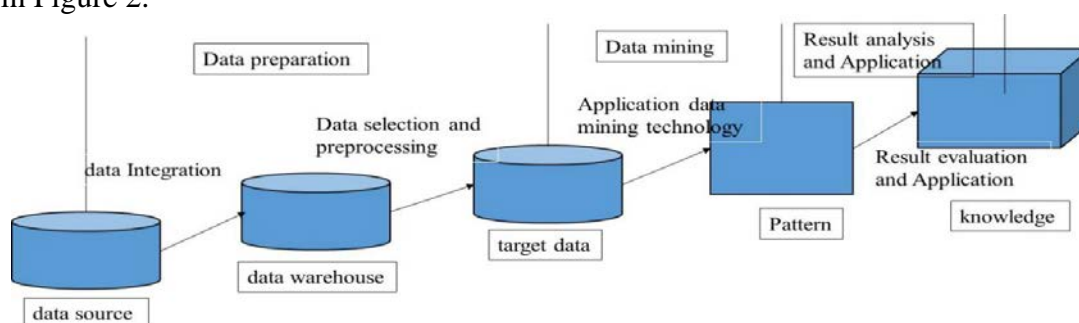 in Figure 2.
Data preparation
Data mining
Result analysis
and Application
Data selection and
preprocessing
Application data
mining technology
data Integration
Result evaluation
and Application
data source
data warehouse
target data
Pattern
knowledge